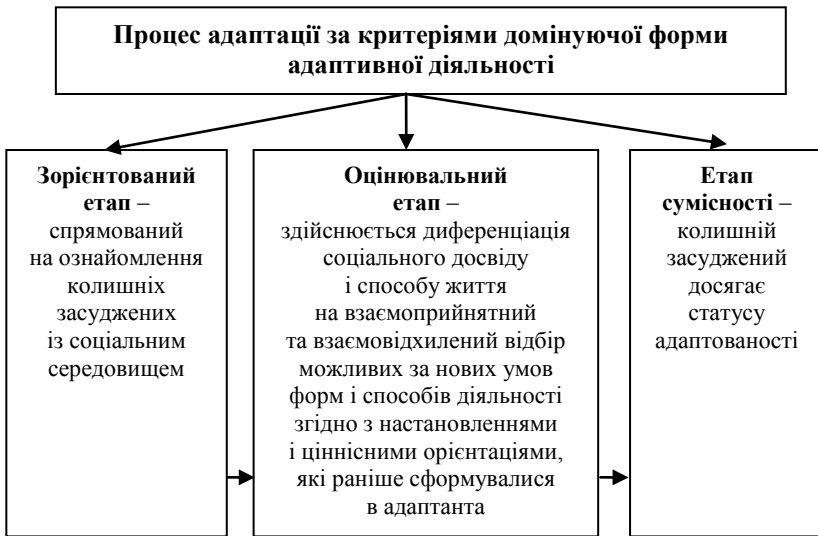 Процес адаптації за критеріями домінуючої форми
адаптивної діяльності
Зорієнтований
етап –
спрямований
на ознайомлення
колишніх
засуджених
із соціальним
середовищем
Оцінювальний
етап –
здійснюється диференціація
соціального досвіду
і способу життя
на взаємоприйнятний
та взаємовідхилений відбір
можливих за нових умов
форм і способів діяльності
згідно з настановленнями
і ціннісними орієнтаціями,
які раніше сформувалися
в адаптанта
Етап
сумісності –
колишній
засуджений
досягає
статусу
адаптованості